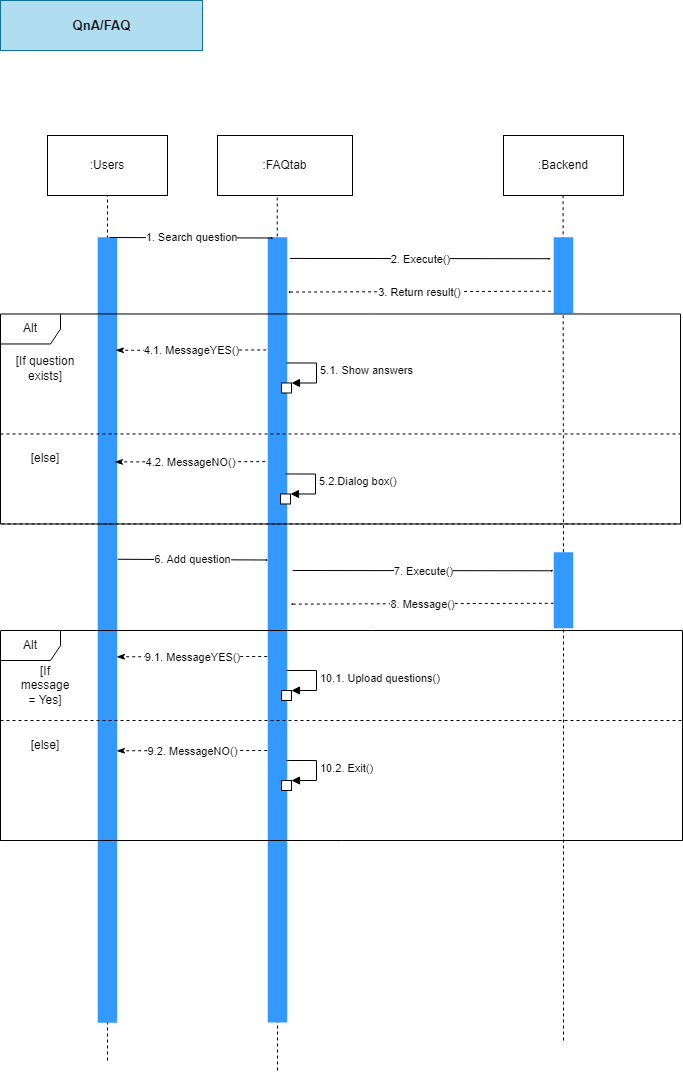 QnA/FAQ
:Users
:FAQtab
:Backend
1. Search question
2. Execute()
3. Return result()
Alt
4.1. MessageYES()
[If question
exists]
5.1. Show answers
[else]
4.2. MessageNO()
5.2.Dialog box()
6. Add question
7. Execute()
8. Message()
Alt
9.1. MessageYES()
[If
message
= Yes]
10.1. Upload questions()
[else]
9.2. MessageNO()
10.2. Exit()